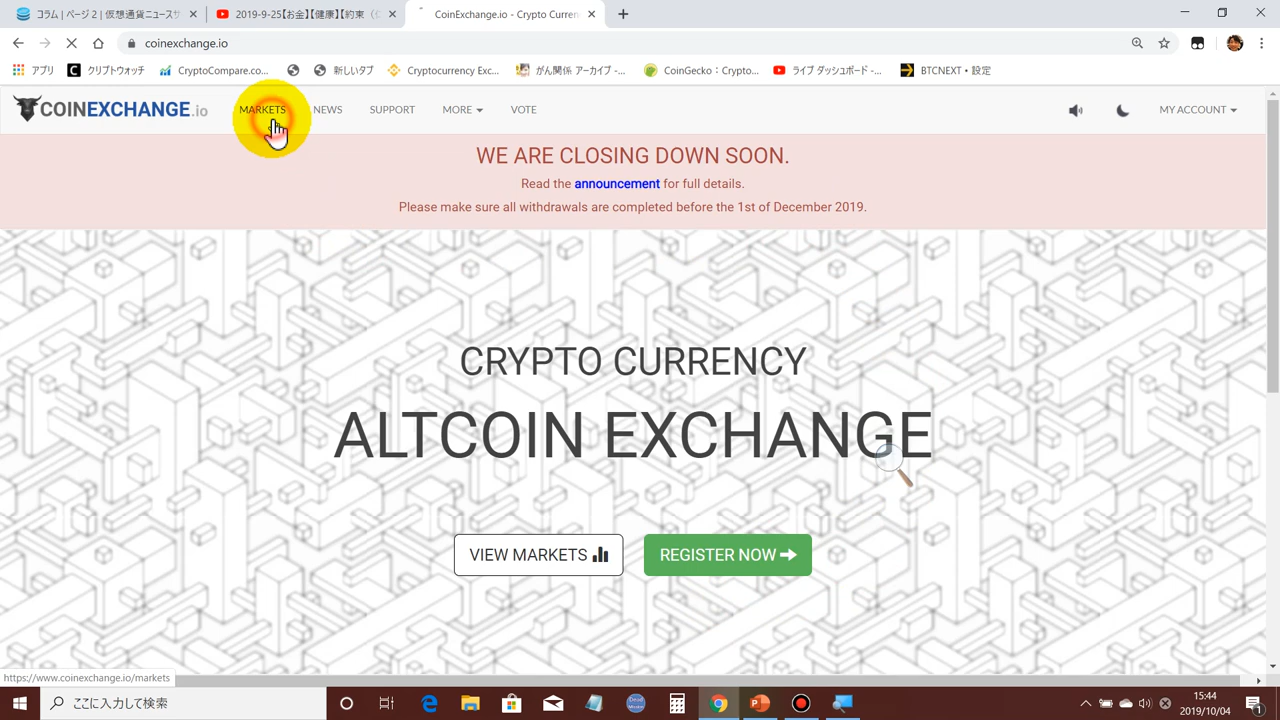 コラム | ページ 2 | 仮想通貨ニュースサ
2019-9-25【お金】【健康】【約束
CoinExchange.io - Crypto Curren
coinexchange.io
アプリ
クリプトウォッチ
CryptoCompare.co...
新しいタブ
Cryptocurrency Exc...
がん関係 アーカイブ -...
CoinGecko：Crypto...
ライブ ダッシュボード -...
BTCNEXT・設定
COINEXCHANGE.io
MARKETS
NEWS
SUPPORT
MORE
VOTE
MY ACCOUNT
WE ARE CLOSING DOWN SOON.
Read the announcement for full details.
Please make sure all withdrawals are completed before the 1st of December 2019.
CRYPTO CURRENCY
ALTCOIN EXCHANGE
VIEW MARKETS
REGISTER NOW
https://www.coinexchange.io/markets
ここに入力して検索
15:44
2019/10/04
1